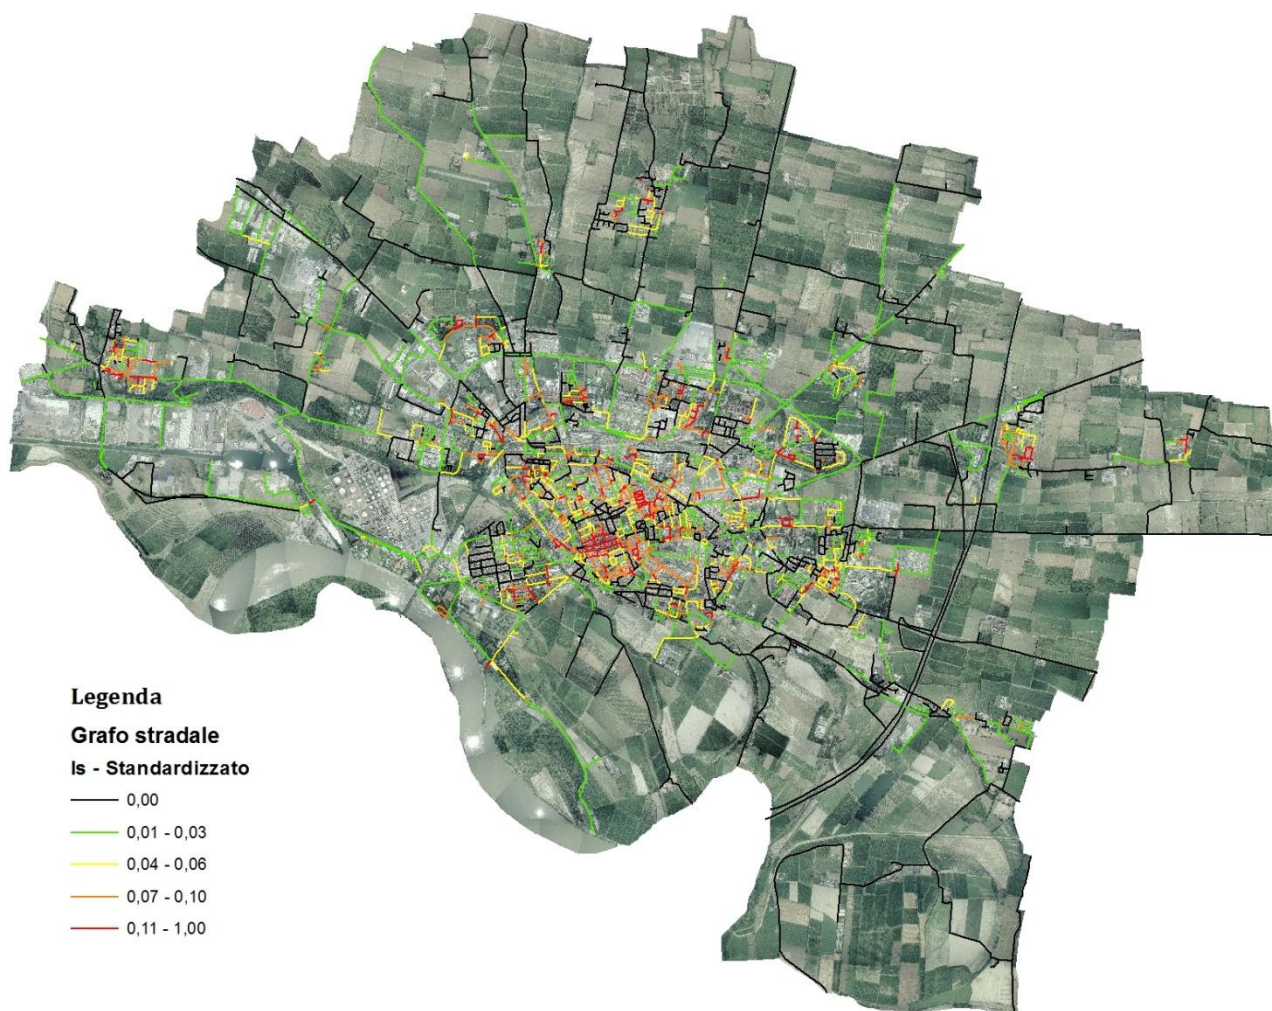 Legenda
Grafo stradale
Is - Standardizzato
0,00
0,01 - 0,03
0,04 - 0,06
0,07 - 0,10
0,11 - 1,00